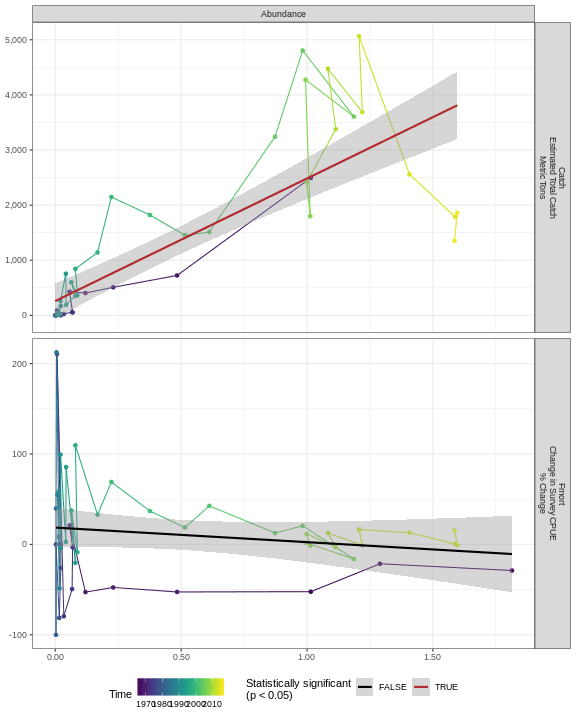 Abundance
5,000
4,000
3,000
2,000
1,000
0
Catch
Estimated Total Catch
Metric Tons
200
100
0
-100
Fmort
Change in Survey CPUE
% Change
0.00
0.50
1.00
1.50
Time
1970
1980
1990
2000
2010
Statistically significant
(p < 0.05)
FALSE
TRUE